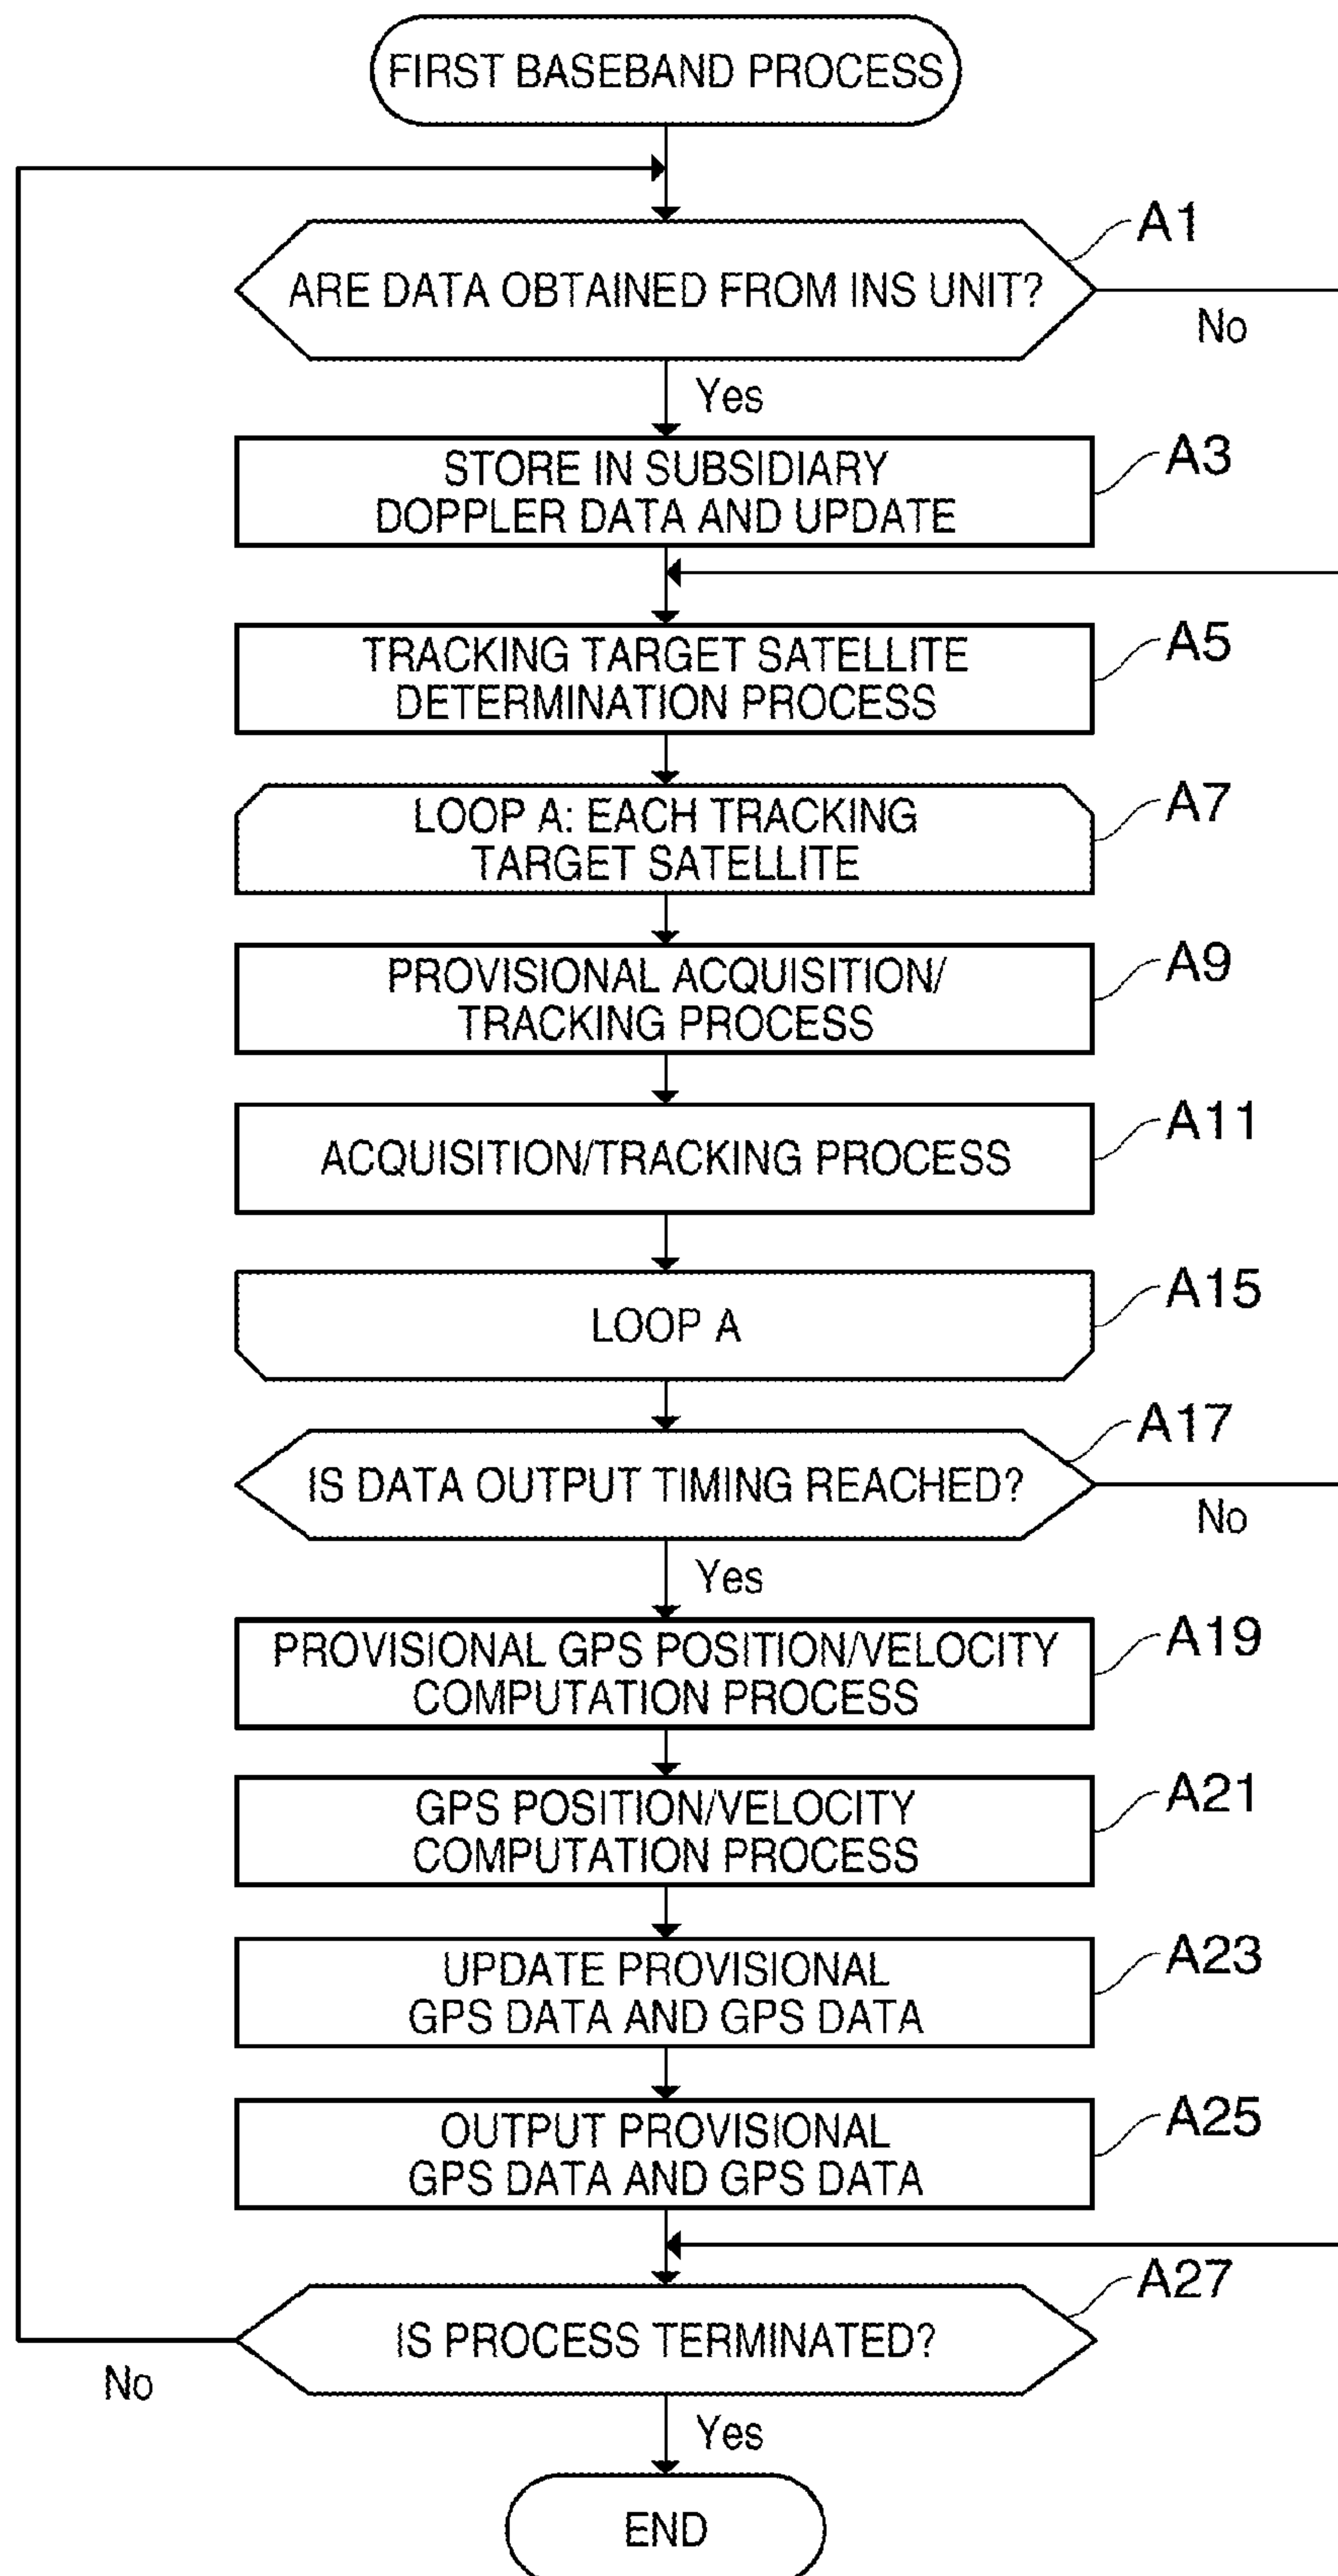 FIRST BASEBAND PROCESS
A1
ARE DATA OBTAINED FROM INS UNIT?
No
Yes
A3
STORE IN SUBSIDIARY
DOPPLER DATA AND UPDATE
A5
TRACKING TARGET SATELLITE
DETERMINATION PROCESS
A7
LOOP A: EACH TRACKING
TARGET SATELLITE
A9
PROVISIONAL ACQUISITION/
TRACKING PROCESS
A11
ACQUISITION/TRACKING PROCESS
A15
LOOP A
A17
IS DATA OUTPUT TIMING REACHED?
No
Yes
A19
PROVISIONAL GPS POSITION/VELOCITY
COMPUTATION PROCESS
A21
GPS POSITION/VELOCITY
COMPUTATION PROCESS
A23
UPDATE PROVISIONAL
GPS DATA AND GPS DATA
A25
OUTPUT PROVISIONAL
GPS DATA AND GPS DATA
A27
IS PROCESS TERMINATED?
No
Yes
END